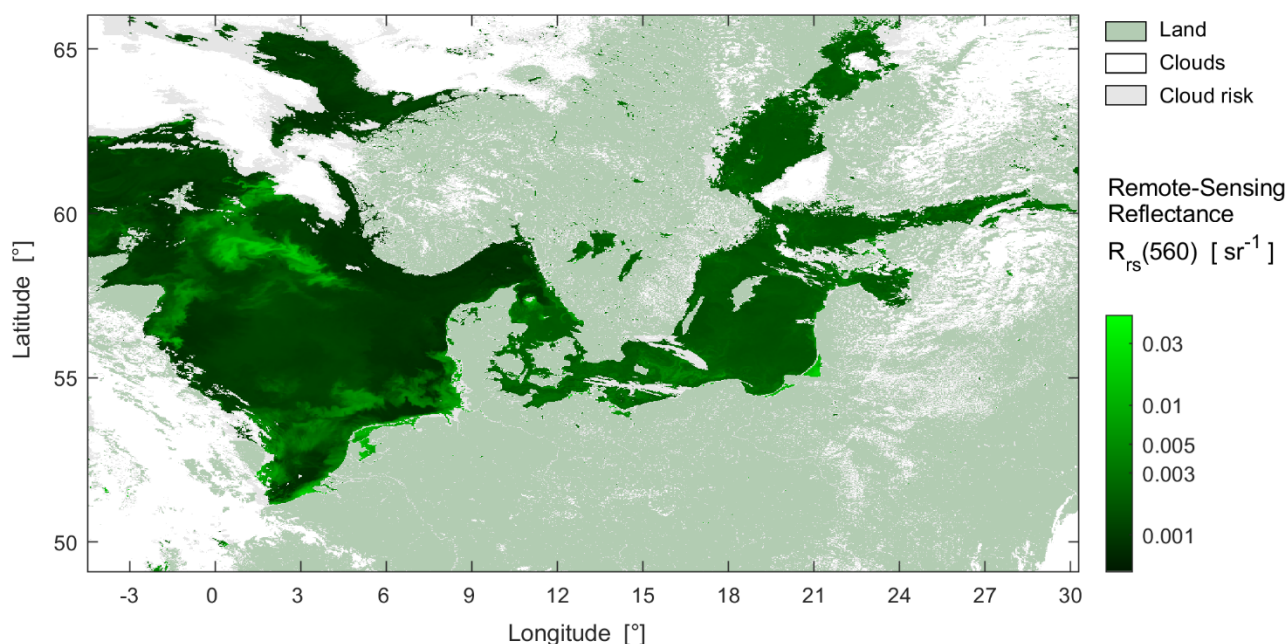 65
60
55
50
Latitude [°]
-3 0 3 6 9 12 15 18 21 24 27 30
Longitude [°]
Land
Clouds
Cloud risk
Remote-Sensing
Reflectance
R_rs(560) [ sr^-1 ]
0.03
0.01
0.005
0.003
0.001